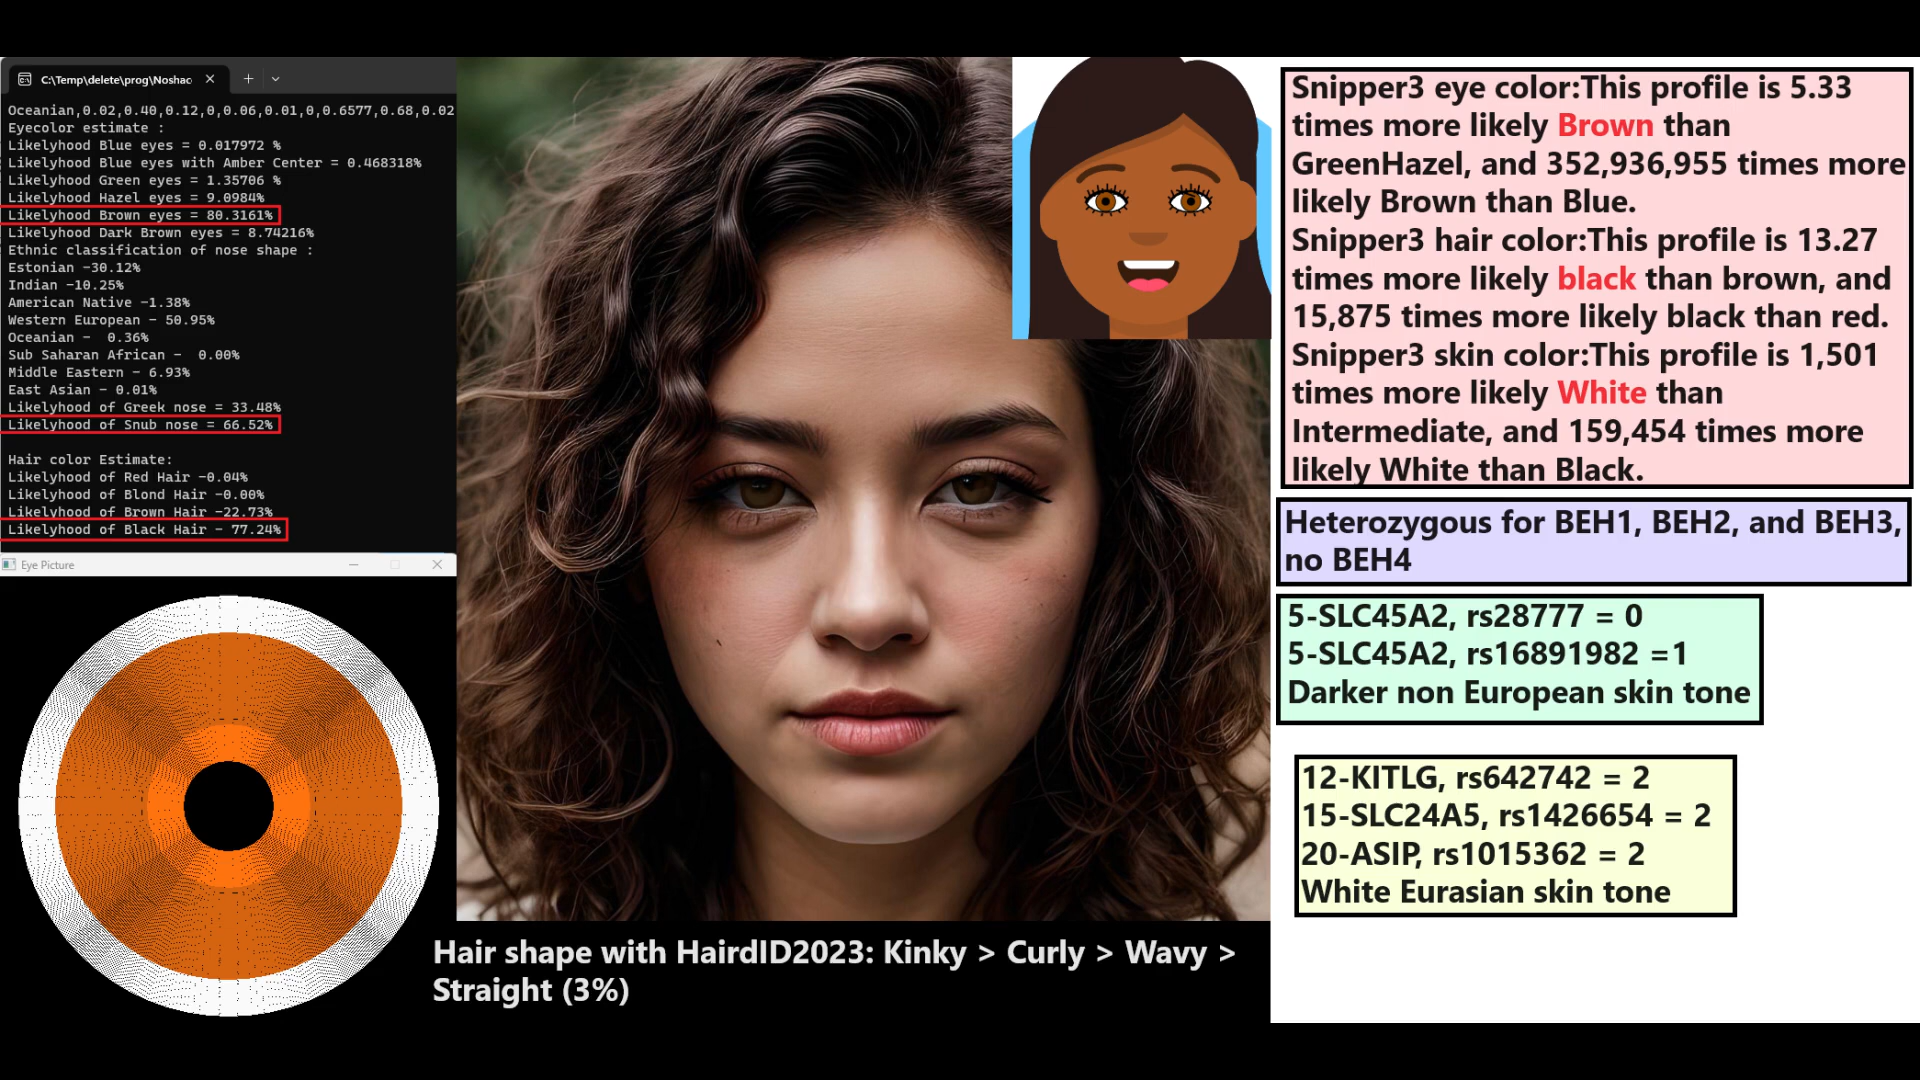 C:\Temp\delete\prog\Noshac
Oceanian,0.02,0.40,0.12,0,0.06,0.01,0,0.6577,0.68,0.02
Eyecolor estimate :
Likelyhood Blue eyes = 0.017972 %
Likelyhood Blue eyes with Amber Center = 0.468318%
Likelyhood Green eyes = 1.35706 %
Likelyhood Hazel eyes = 9.0984%
Likelyhood Brown eyes = 80.3161%
Likelyhood Dark Brown eyes = 8.74216%
Ethnic classification of nose shape :
Estonian -30.12%
Indian -10.25%
American Native -1.38%
Western European - 50.95%
Oceanian -  0.36%
Sub Saharan African -  0.00%
Middle Eastern - 6.93%
East Asian - 0.01%
Likelyhood of Greek nose = 33.48%
Likelyhood of Snub nose = 66.52%
Hair color Estimate:
Likelyhood of Red Hair -0.04%
Likelyhood of Blond Hair -0.00%
Likelyhood of Brown Hair -22.73%
Likelyhood of Black Hair - 77.24%
Eye Picture
Hair shape with HairdID2023: Kinky > Curly > Wavy >
Straight (3%)
Snipper3 eye color:This profile is 5.33
times more likely Brown than
GreenHazel, and 352,936,955 times more
likely Brown than Blue.
Snipper3 hair color:This profile is 13.27
times more likely black than brown, and
15,875 times more likely black than red.
Snipper3 skin color:This profile is 1,501
times more likely White than
Intermediate, and 159,454 times more
likely White than Black.
Heterozygous for BEH1, BEH2, and BEH3,
no BEH4
5-SLC45A2, rs28777 = 0
5-SLC45A2, rs16891982 =1
Darker non European skin tone
12-KITLG, rs642742 = 2
15-SLC24A5, rs1426654 = 2
20-ASIP, rs1015362 = 2
White Eurasian skin tone